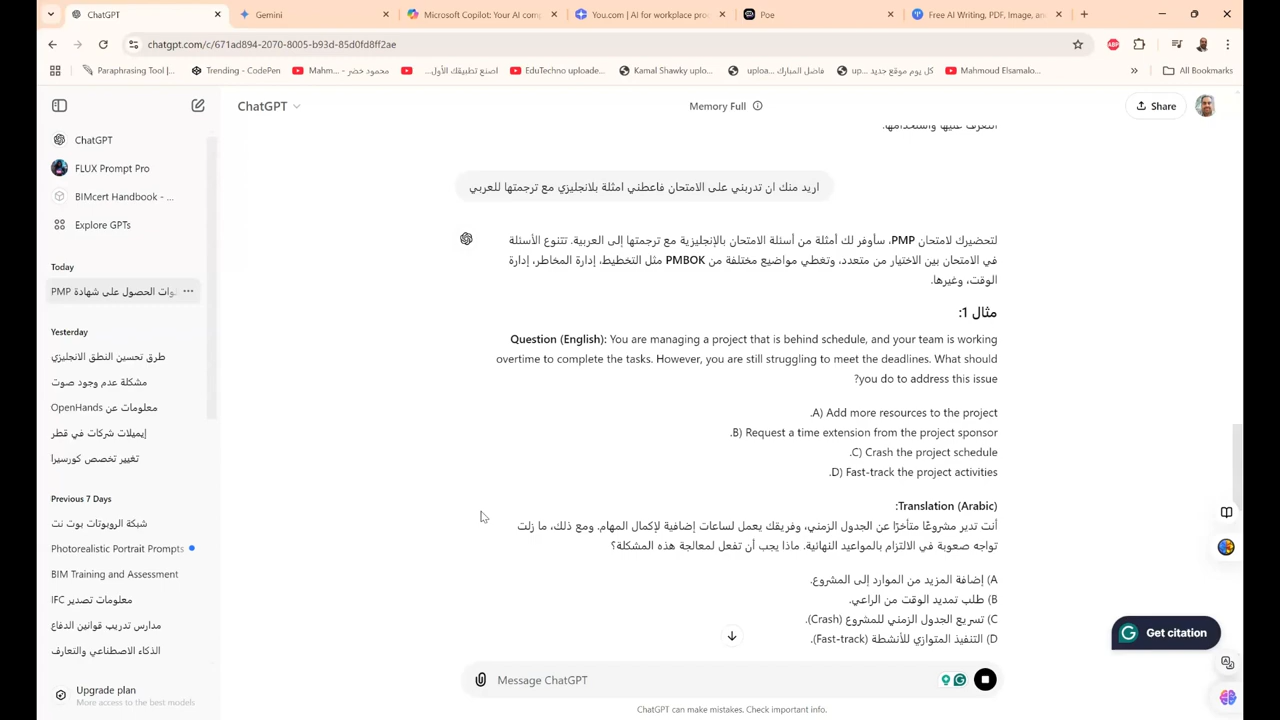 ChatGPT
Gemini
Microsoft Copilot: Your AI com
You.com | AI for workplace pro
Poe
Free AI Writing, PDF, Image, an
chatgpt.com/c/671ad894-2070-8005-b93d-85d0fd8ff2ae
Paraphrasing Tool |...
Trending - CodePen
محمود خضر - Mahm...
اصنع تطبيقك الأول...
EduTechno uploade...
Kamal Shawky uplo...
فاضل المبارك uploa...
كل يوم موقع جديد up...
Mahmoud Elsamalo...
All Bookmarks
ChatGPT
Memory Full
Share
ChatGPT
FLUX Prompt Pro
BIMcert Handbook - ...
Explore GPTs
Today
وات الحصول على شهادة PMP
Yesterday
طرق تحسين النطق الانجليزي
مشكلة عدم وجود صوت
معلومات عن OpenHands
إيميلات شركات في قطر
تغيير تخصص كورسيرا
Previous 7 Days
شبكة الروبوتات بوت نت
Photorealistic Portrait Prompts
BIM Training and Assessment
معلومات تصدير IFC
مدارس تدريب قوانين الدفاع
الذكاء الاصطناعي والتعارف
Upgrade plan
More access to the best models
التعرف عليها واستخدامها.
اريد منك ان تدربني على الامتحان فاعطني امثلة بلانجليزي مع ترجمتها للعربي
لتحضيرك لامتحان PMP، سأوفر لك أمثلة من أسئلة الامتحان بالإنجليزية مع ترجمتها إلى العربية. تتنوع الأسئلة
في الامتحان بين الاختيار من متعدد، وتغطي مواضيع مختلفة من PMBOK مثل التخطيط، إدارة المخاطر، إدارة
الوقت، وغيرها.
مثال 1:
Question (English): You are managing a project that is behind schedule, and your team is working
overtime to complete the tasks. However, you are still struggling to meet the deadlines. What should
?you do to address this issue
.A) Add more resources to the project
.B) Request a time extension from the project sponsor
.C) Crash the project schedule
.D) Fast-track the project activities
:Translation (Arabic)
أنت تدير مشروعًا متأخرًا عن الجدول الزمني، وفريقك يعمل لساعات إضافية لإكمال المهام. ومع ذلك، ما زلت
تواجه صعوبة في الالتزام بالمواعيد النهائية. ماذا يجب أن تفعل لمعالجة هذه المشكلة؟
A) إضافة المزيد من الموارد إلى المشروع.
B) طلب تمديد الوقت من الراعي.
C) تسريع الجدول الزمني للمشروع (Crash).
D) التنفيذ المتوازي للأنشطة (Fast-track).
Get citation
Message ChatGPT
ChatGPT can make mistakes. Check important info.